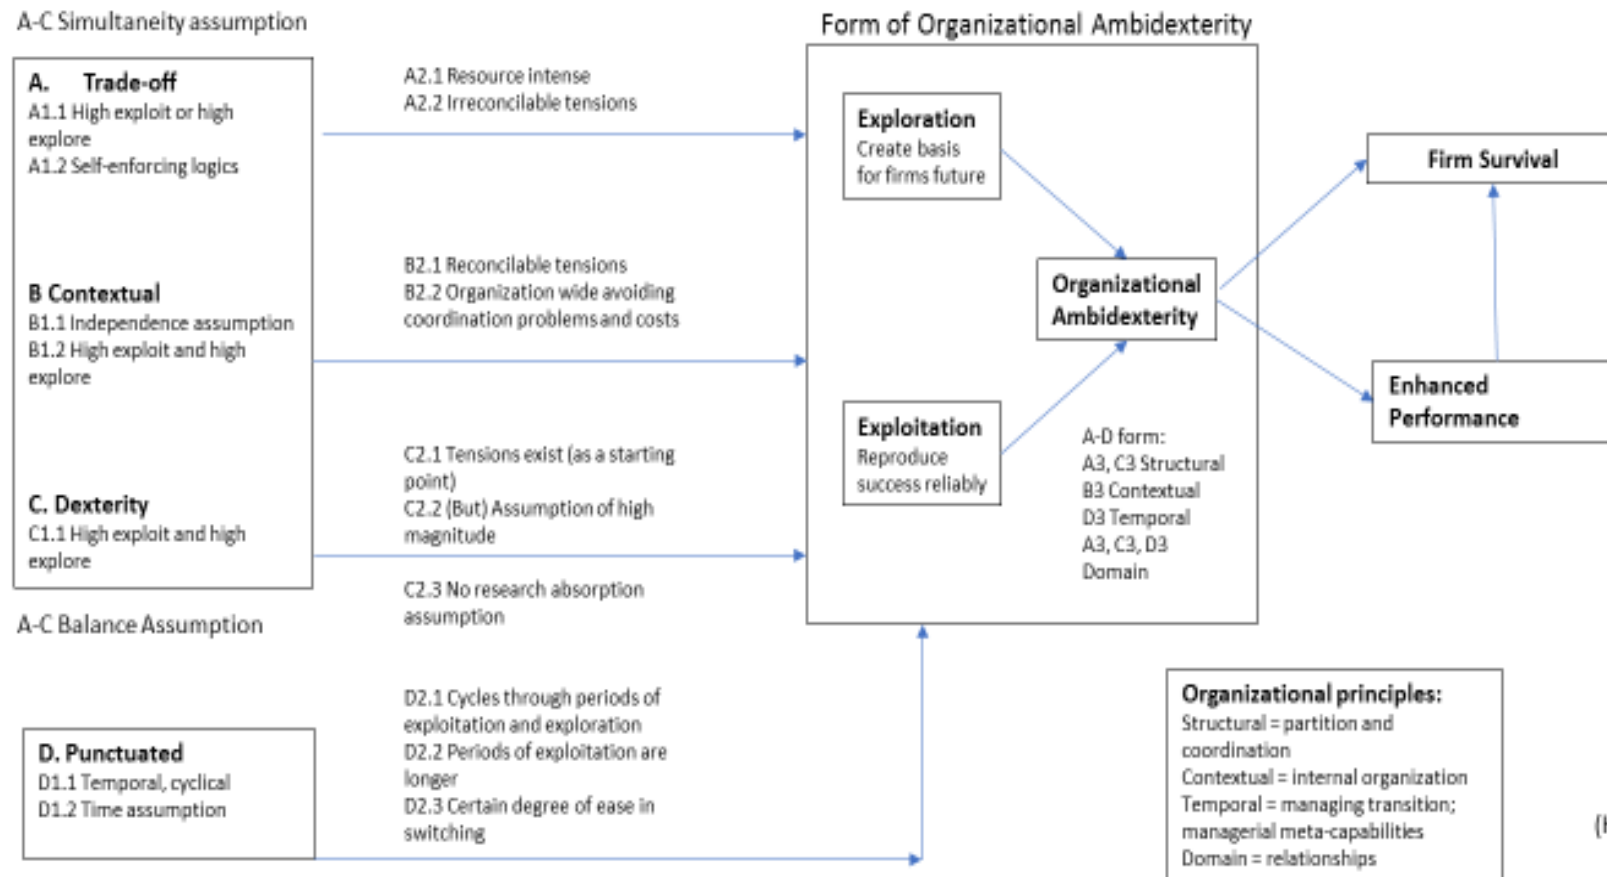 A-C Simultaneity assumption
A. Trade-off
A1.1 High exploit or high
explore
A1.2 Self-enforcing logics
B Contextual
B1.1 Independence assumption
B1.2 High exploit and high
explore
C. Dexterity
C1.1 High exploit and high
explore
A-C Balance Assumption
D. Punctuated
D1.1 Temporal, cyclical
D1.2 Time assumption
A2.1 Resource intense
A2.2 Irreconcilable tensions
B2.1 Reconcilable tensions
B2.2 Organization wide avoiding
coordination problems and costs
C2.1 Tensions exist (as a starting
point)
C2.2 (But) Assumption of high
magnitude
C2.3 No research absorption
assumption
D2.1 Cycles through periods of
exploitation and exploration
D2.2 Periods of exploitation are
longer
D2.3 Certain degree of ease in
switching
Form of Organizational Ambidexterity
Exploration
Create basis
for firms future
Organizational
Ambidexterity
Exploitation
Reproduce
success reliably
A-D form:
A3, C3 Structural
B3 Contextual
D3 Temporal
A3, C3, D3
Domain
Firm Survival
Enhanced
Performance
Organizational principles:
Structural = partition and
coordination
Contextual = internal organization
Temporal = managing transition;
managerial meta-capabilities
Domain = relationships